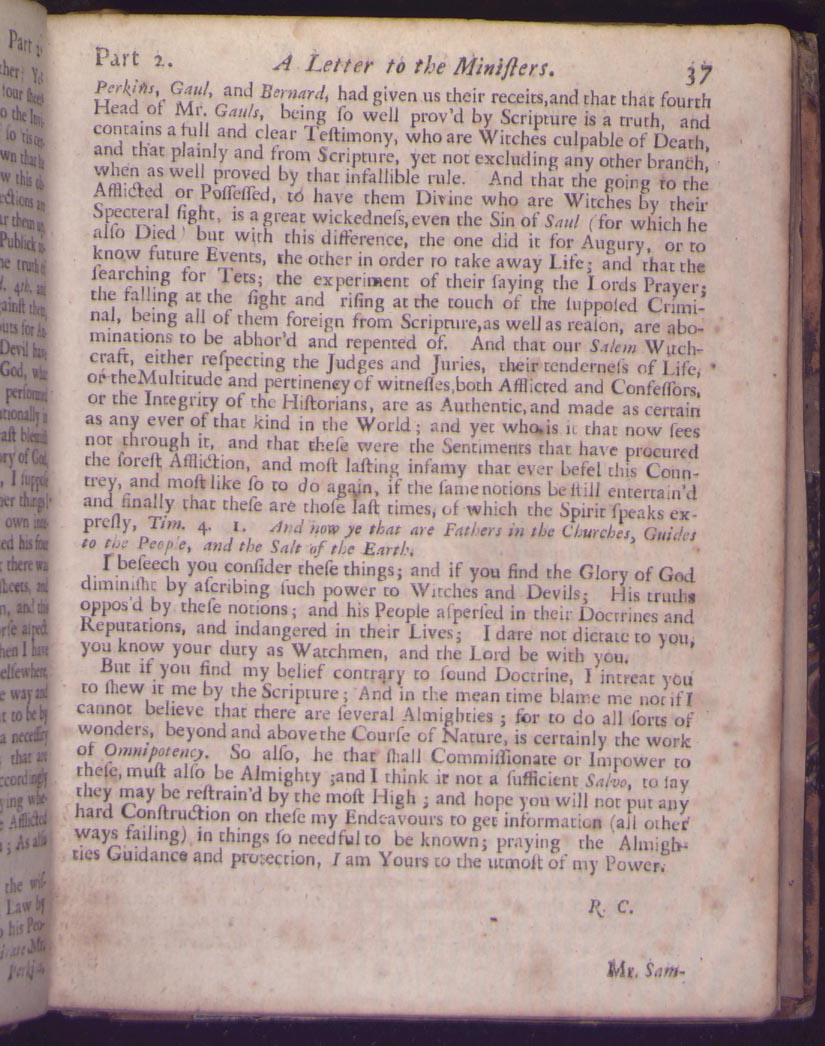 Part 2. A Letter to the Miniſters. 37
Perkins, Gaul, and Bernard, had given us their receits,and that that fourth
Head of Mr. Gauls, being ſo well prov'd by Scripture is a truth, and
contains a full and clear Teſtimony, who are Witches culpable of Death,
and that plainly and from Scripture, yet not excluding any other branch,
when as well proved by that infallible rule. And that the going to the
Afflicted or Poſſeſſed, to have them Divine who are Witches by their
Specteral ſight, is a great wickedneſs,even the Sin of Saul (for which he
alſo Died) but with this difference, the one did it for Augury, or to
know future Events, the other in order ro take away Life; and that the
ſearching for Tets; the experiment of their ſaying the Lords Prayer;
the falling at the ſight and riſing at the touch of the ſuppoſed Crimi-
nal, being all of them foreign from Scripture,as well as reaſon, are abo-
minations to be abhor'd and repented of. And that our Salem Witch-
craft, either reſpecting the Judges and Juries, their tenderneſs of Life,
or theMultitude and pertinency of witneſſes,both Afflicted and Confeſſors,
or the Integrity of the Hiſtorians, are as Authentic,and made as certain
as any ever of that kind in the World; and yet who is it that now ſees
not through it, and that theſe were the Sentiments that have procured
the ſoreſt Affliction, and moſt laſting infamy that ever befel this Coun-
trey, and moſt like ſo to do again, if the ſame notions be ſtill entertain'd
and finally that theſe are thoſe laſt times, of which the Spirit ſpeaks ex-
preſly, Tim. 4. 1. And now ye that are Fathers in the Churches, Guides
to the People, and the Salt of the Earth.
I beſeech you conſider theſe things; and if you find the Glory of God
diminiſht by aſcribing ſuch power to Witches and Devils; His truths
oppos'd by theſe notions; and his People aſperſed in their Doctrines and
Reputations, and indangered in their Lives; I dare not dictate to you,
you know your duty as Watchmen, and the Lord be with you.
But if you find my belief contrary to ſound Doctrine, I intreat you
to ſhew it me by the Scripture; And in the mean time blame me not if I
cannot believe that there are ſeveral Almighties; for to do all ſorts of
wonders, beyond and above the Courſe of Nature, is certainly the work
of Omnipotency. So alſo, he that ſhall Commiſſionate or Impower to
theſe, muſt alſo be Almighty ;and I think it not a ſufficient Salvo, to ſay
they may be reſtrain'd by the moſt High; and hope you will not put any
hard Conſtruction on theſe my Endeavours to get information (all other
ways failing) in things ſo needful to be known; praying the Almigh-
ties Guidance and protection, I am Yours to the utmoſt of my Power.
R. C.
Mr. Sam-